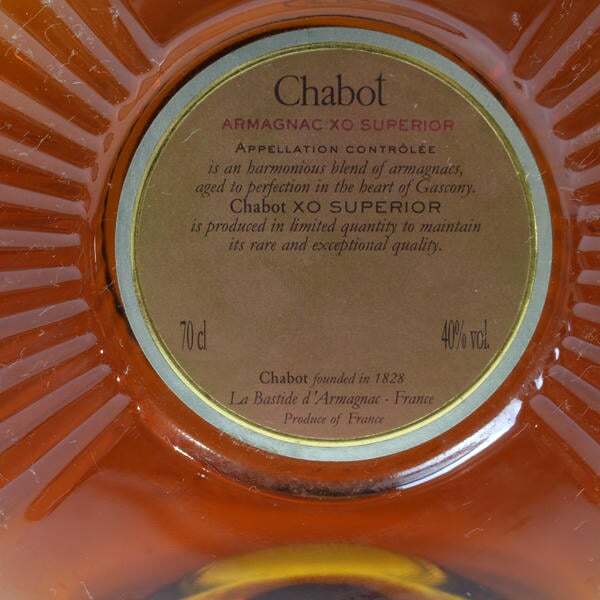 Chabot
ARMAGNAC XO SUPERIOR
APPELLATION CONTRÔLÉE
is an harmonious blend of armagnacs,
aged to perfection in the heart of Gascony.
Chabot XO SUPERIOR
is produced in limited quantity to maintain
its rare and exceptional quality.
70 cl 40% vol.
Chabot founded in 1828
La Bastide d'Armagnac - France
Produce of France